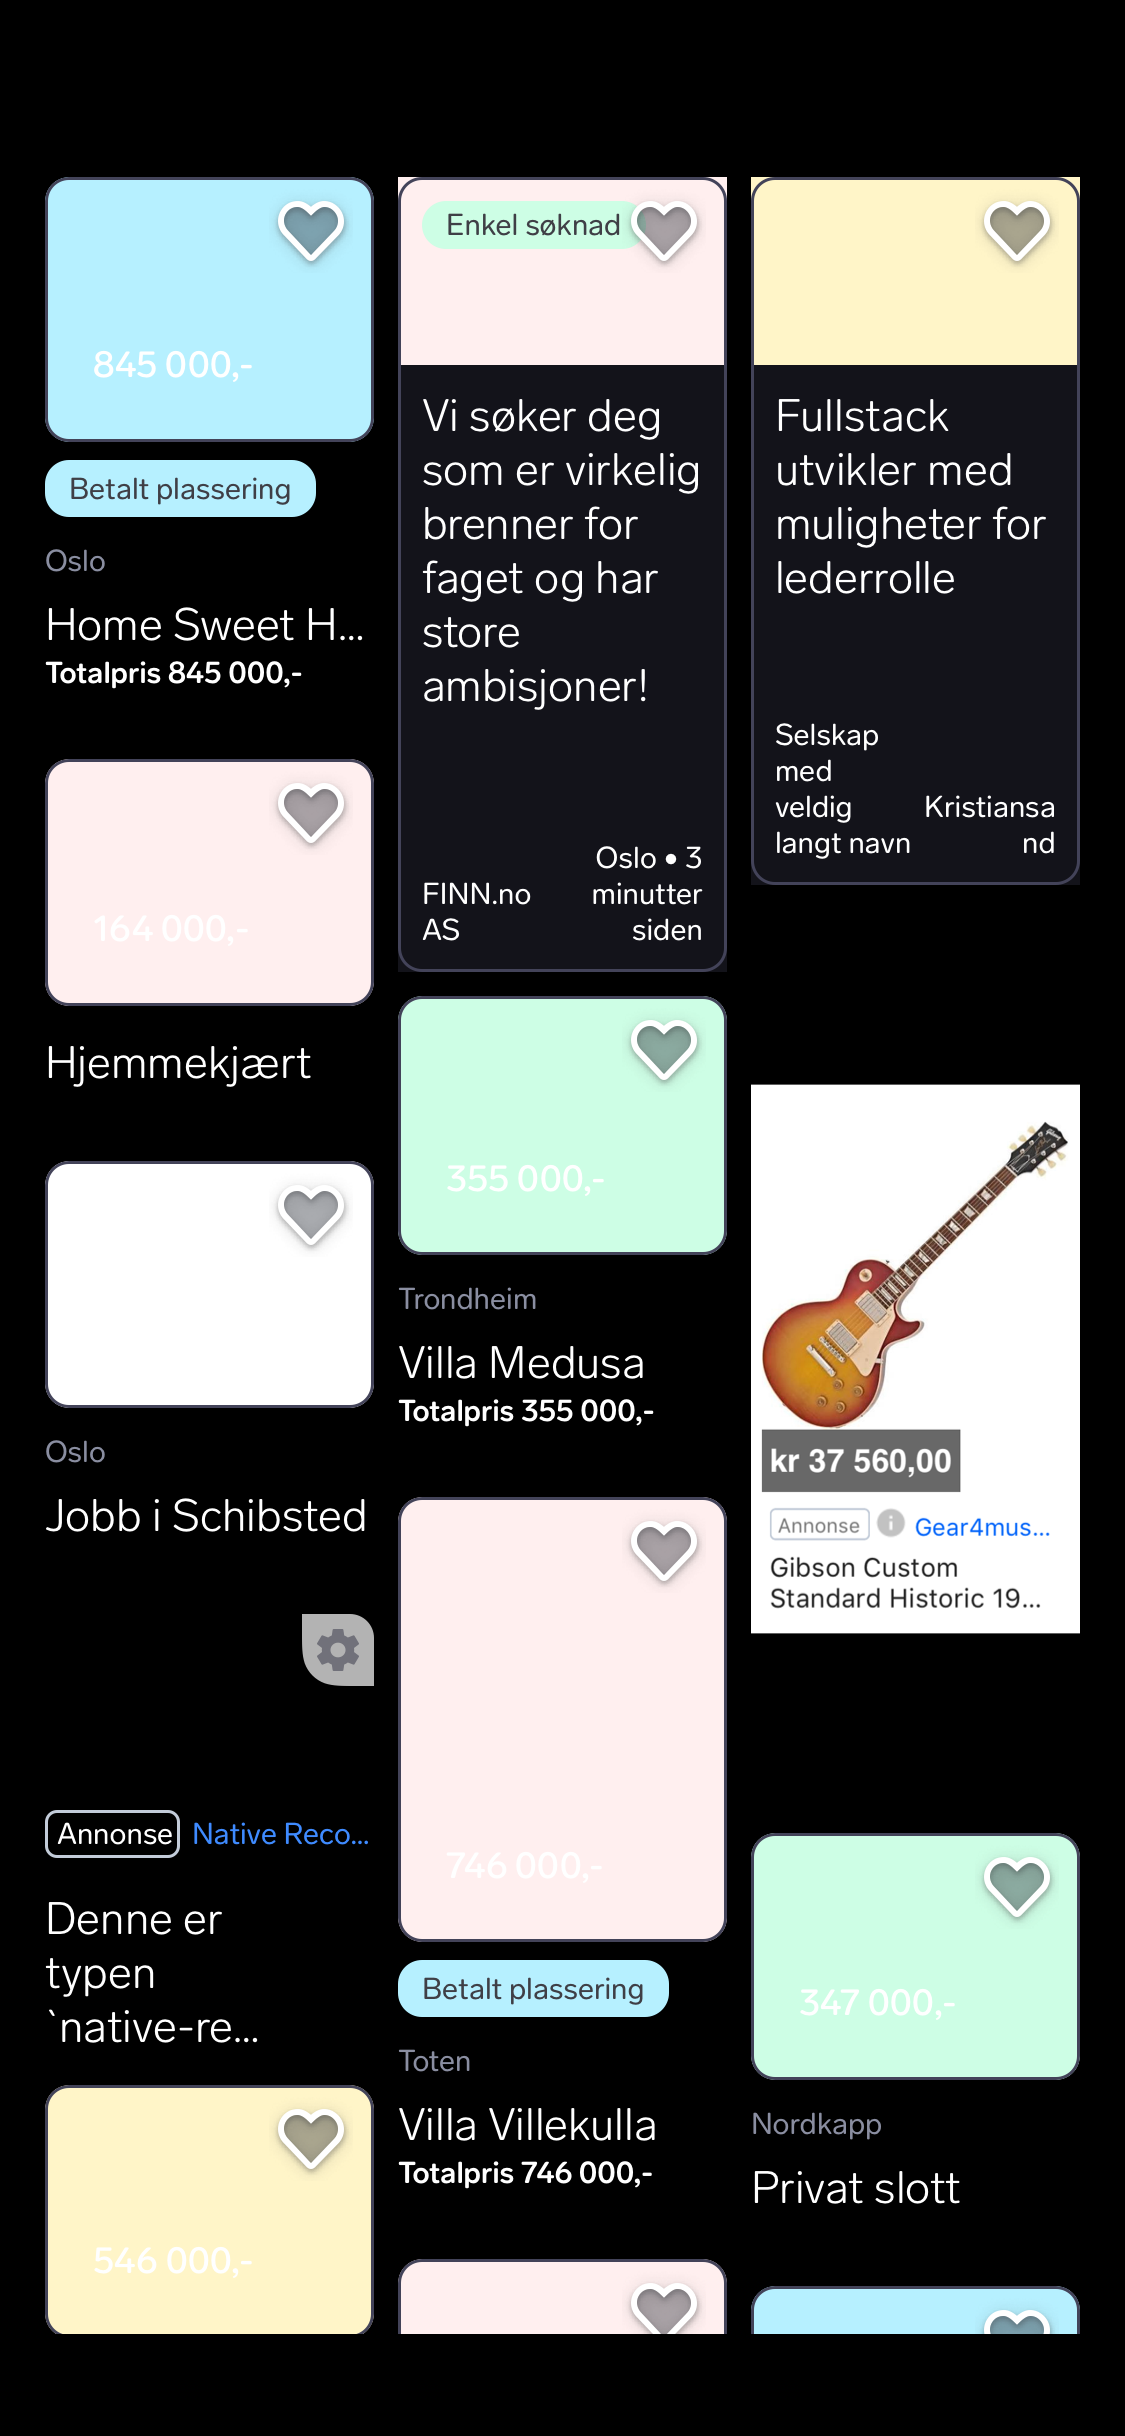 845 000,-
Betalt plassering
Oslo
Home Sweet H...
Totalpris 845 000,-
164 000,-
Hjemmekjært
Oslo
Jobb i Schibsted
Annonse Native Reco...
Denne er
typen
`native-re...
546 000,-
Enkel søknad
Vi søker deg
som er virkelig
brenner for
faget og har
store
ambisjoner!
FINN.no
AS
Oslo • 3
minutter
siden
355 000,-
Trondheim
Villa Medusa
Totalpris 355 000,-
746 000,-
Betalt plassering
Toten
Villa Villekulla
Totalpris 746 000,-
Fullstack
utvikler med
muligheter for
lederrolle
Selskap
med
veldig
langt navn
Kristiansa
nd
kr 37 560,00
Annonse Gear4mus...
Gibson Custom
Standard Historic 19...
347 000,-
Nordkapp
Privat slott